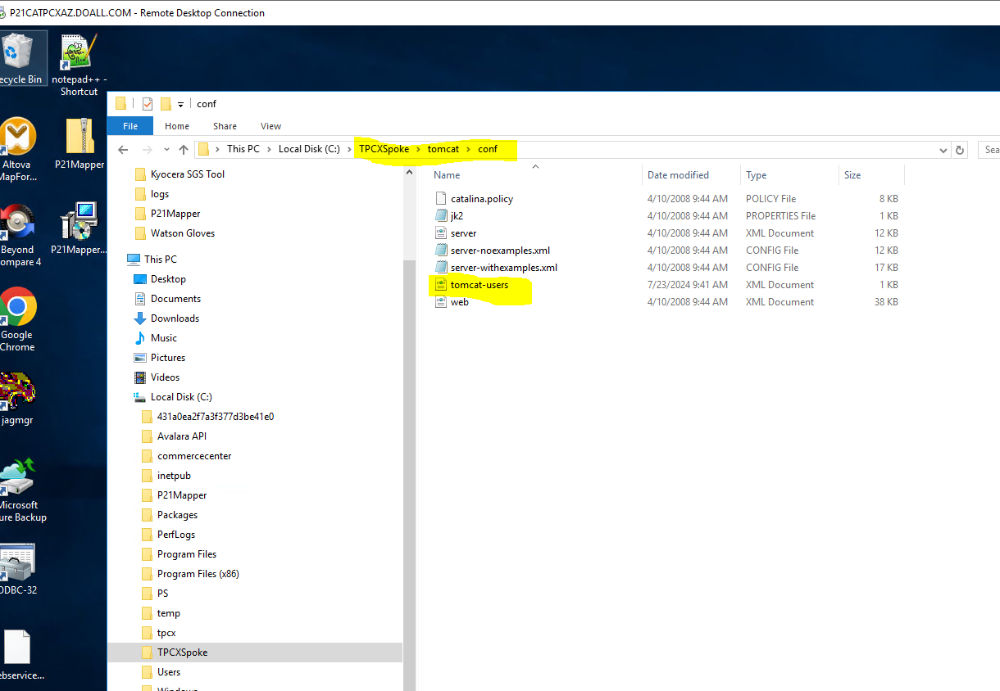 P21CATPCXAZ.DOALL.COM - Remote Desktop Connection
ecycle Bin
notepad++ -
Shortcut
Altova
MapFor...
P21Mapper
Beyond
ompare 4
P21Mapper...
Google
Chrome
jagmgr
Microsoft
ure Backup
ODBC-32
ebservice...
conf
File Home Share View
This PC > Local Disk (C:) > TPCXSpoke > tomcat > conf
Sea
Kyocera SGS Tool
logs
P21Mapper
Watson Gloves
This PC
Desktop
Documents
Downloads
Music
Pictures
Videos
Local Disk (C:)
431a0ea2f7a3f377d3be41e0
Avalara API
commercecenter
inetpub
P21Mapper
Packages
PerfLogs
Program Files
Program Files (x86)
PS
temp
tpcx
TPCXSpoke
Users
Windows
Name Date modified Type Size
catalina.policy 4/10/2008 9:44 AM POLICY File 8 KB
jk2 4/10/2008 9:44 AM PROPERTIES File 1 KB
server 4/10/2008 9:44 AM XML Document 12 KB
server-noexamples.xml 4/10/2008 9:44 AM CONFIG File 12 KB
server-withexamples.xml 4/10/2008 9:44 AM CONFIG File 17 KB
tomcat-users 7/23/2024 9:41 AM XML Document 1 KB
web 4/10/2008 9:44 AM XML Document 38 KB